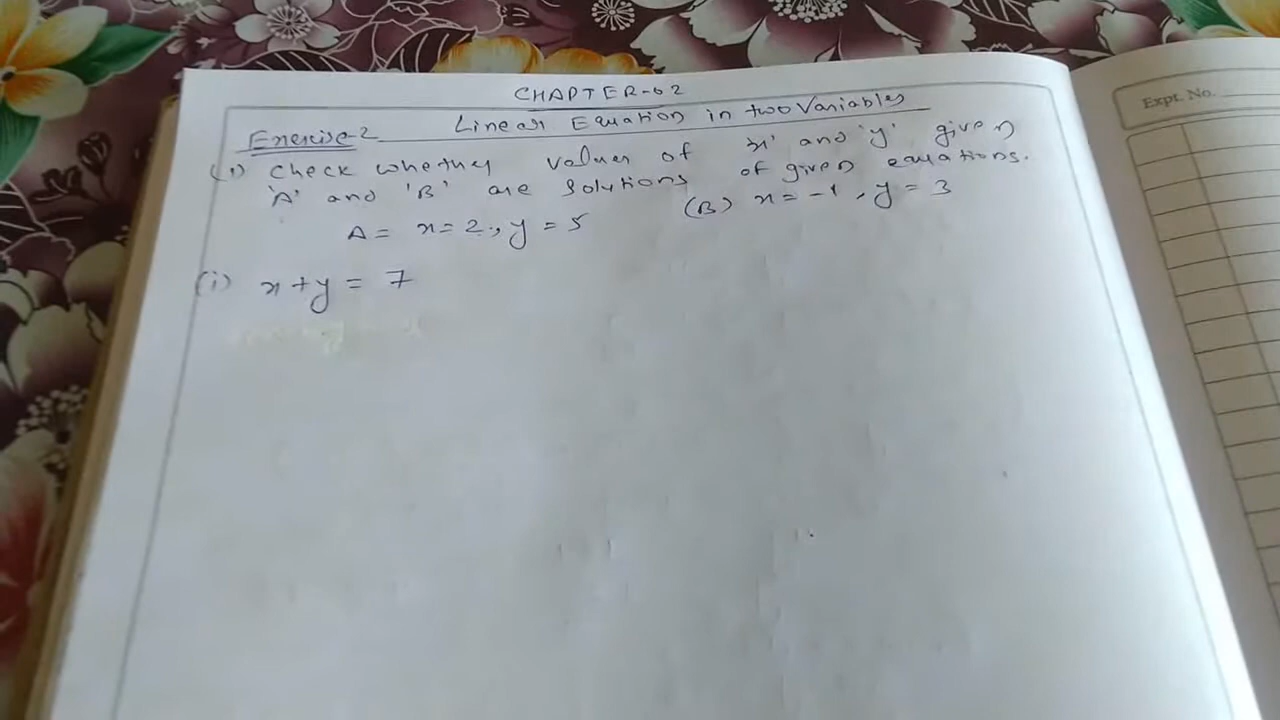 CHAPTER-02
Linear Equation in two Variables
Exercise-2
(1) Check whether values of 'x' and 'y' given
'A' and 'B' are Solutions of given equations.
A = x=2, y=5 (B) x=-1, y=3
(i) x+y = 7
Expt. No.